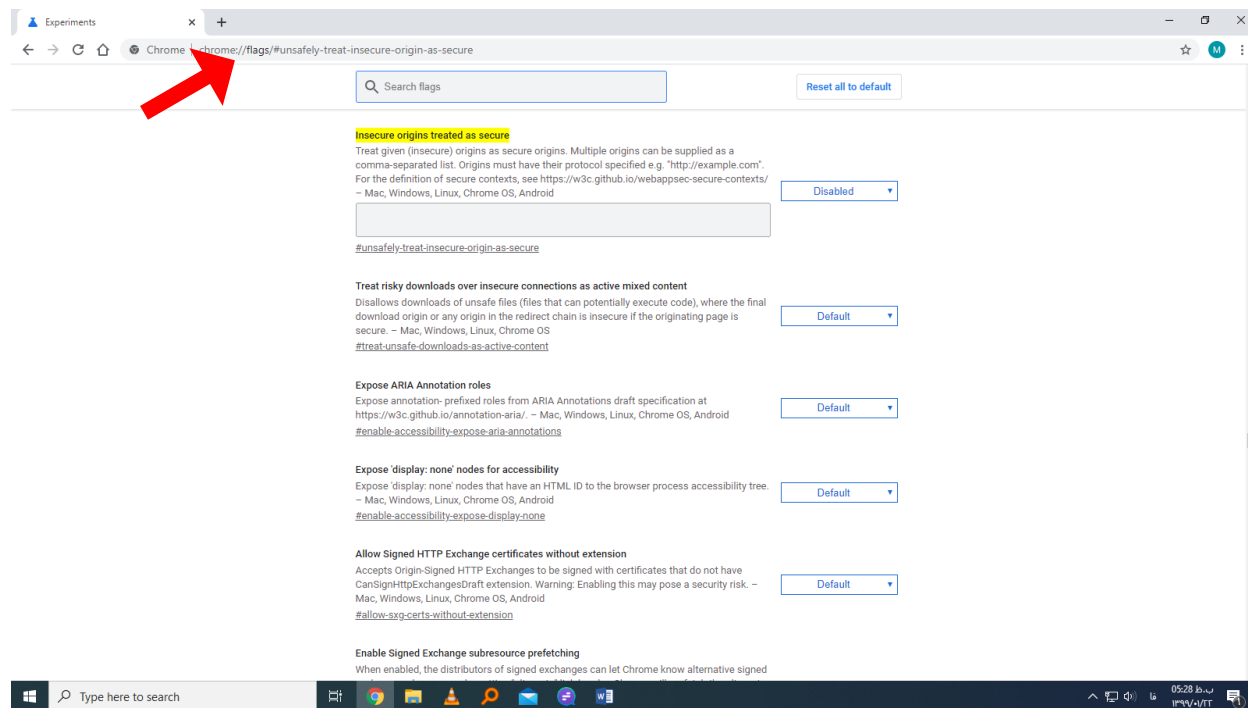 Experiments
Chrome | chrome://flags/#unsafely-treat-insecure-origin-as-secure
M
Search flags
Reset all to default
Insecure origins treated as secure
Treat given (insecure) origins as secure origins. Multiple origins can be supplied as a
comma-separated list. Origins must have their protocol specified e.g. "http://example.com".
For the definition of secure contexts, see https://w3c.github.io/webappsec-secure-contexts/
– Mac, Windows, Linux, Chrome OS, Android
Disabled
#unsafely-treat-insecure-origin-as-secure
Treat risky downloads over insecure connections as active mixed content
Disallows downloads of unsafe files (files that can potentially execute code), where the final
download origin or any origin in the redirect chain is insecure if the originating page is
secure. – Mac, Windows, Linux, Chrome OS
Default
#treat-unsafe-downloads-as-active-content
Expose ARIA Annotation roles
Expose annotation- prefixed roles from ARIA Annotations draft specification at
https://w3c.github.io/annotation-aria/. – Mac, Windows, Linux, Chrome OS, Android
Default
#enable-accessibility-expose-aria-annotations
Expose 'display: none' nodes for accessibility
Expose 'display: none' nodes that have an HTML ID to the browser process accessibility tree.
– Mac, Windows, Linux, Chrome OS, Android
Default
#enable-accessibility-expose-display-none
Allow Signed HTTP Exchange certificates without extension
Accepts Origin-Signed HTTP Exchanges to be signed with certificates that do not have
CanSignHttpExchangesDraft extension. Warning: Enabling this may pose a security risk. –
Mac, Windows, Linux, Chrome OS, Android
Default
#allow-sxg-certs-without-extension
Enable Signed Exchange subresource prefetching
When enabled, the distributors of signed exchanges can let Chrome know alternative signed
Type here to search
فا
05:28 ب.ظ
۱۳۹۹/۰۱/۲۲
1